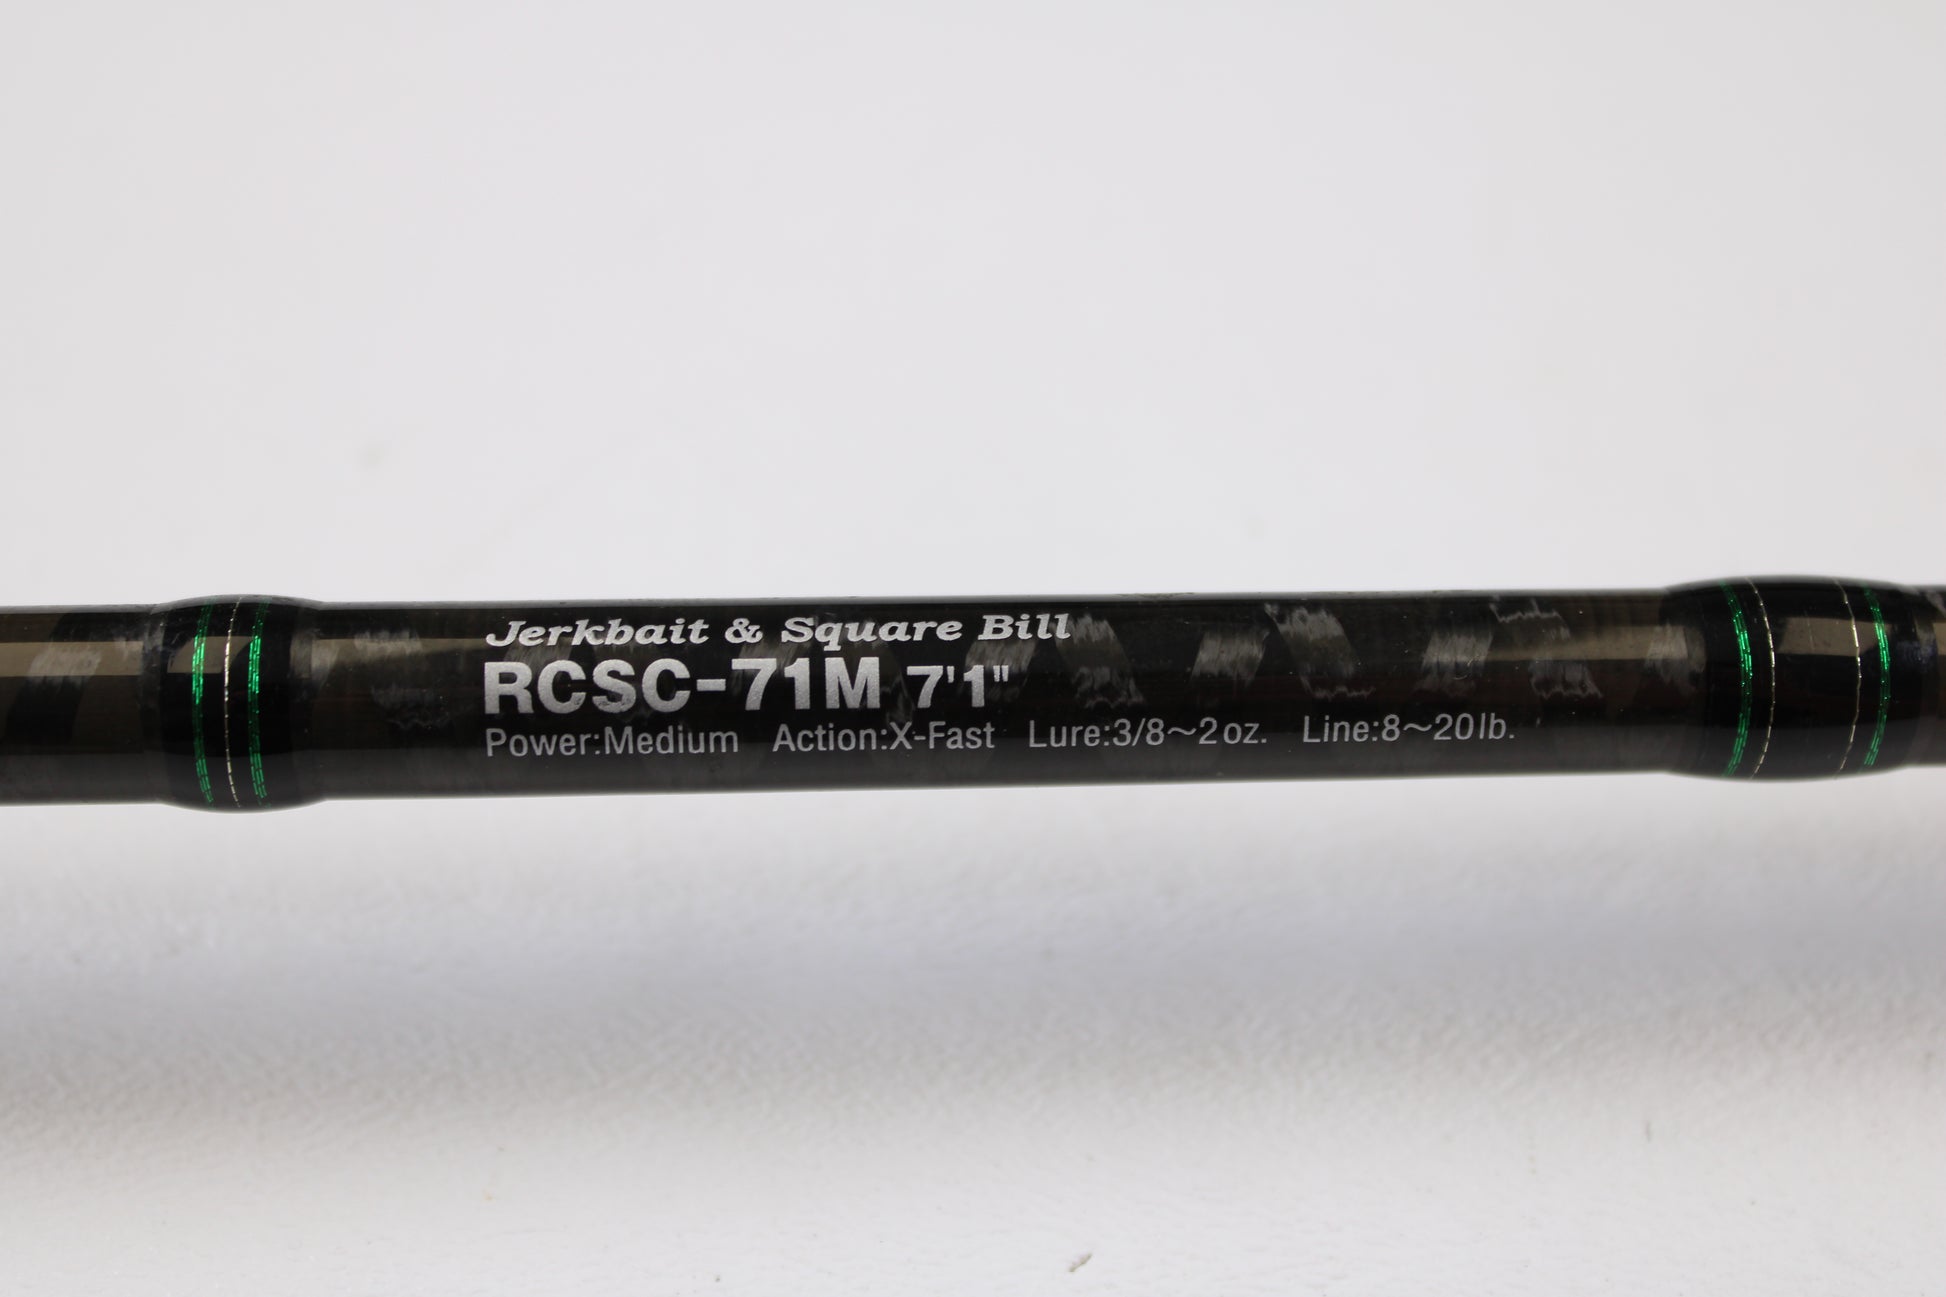 Jerkbait & Square Bill
RCSC-71M 7'1"
Power:Medium Action:X-Fast Lure:3/8~2oz. Line:8~20lb.